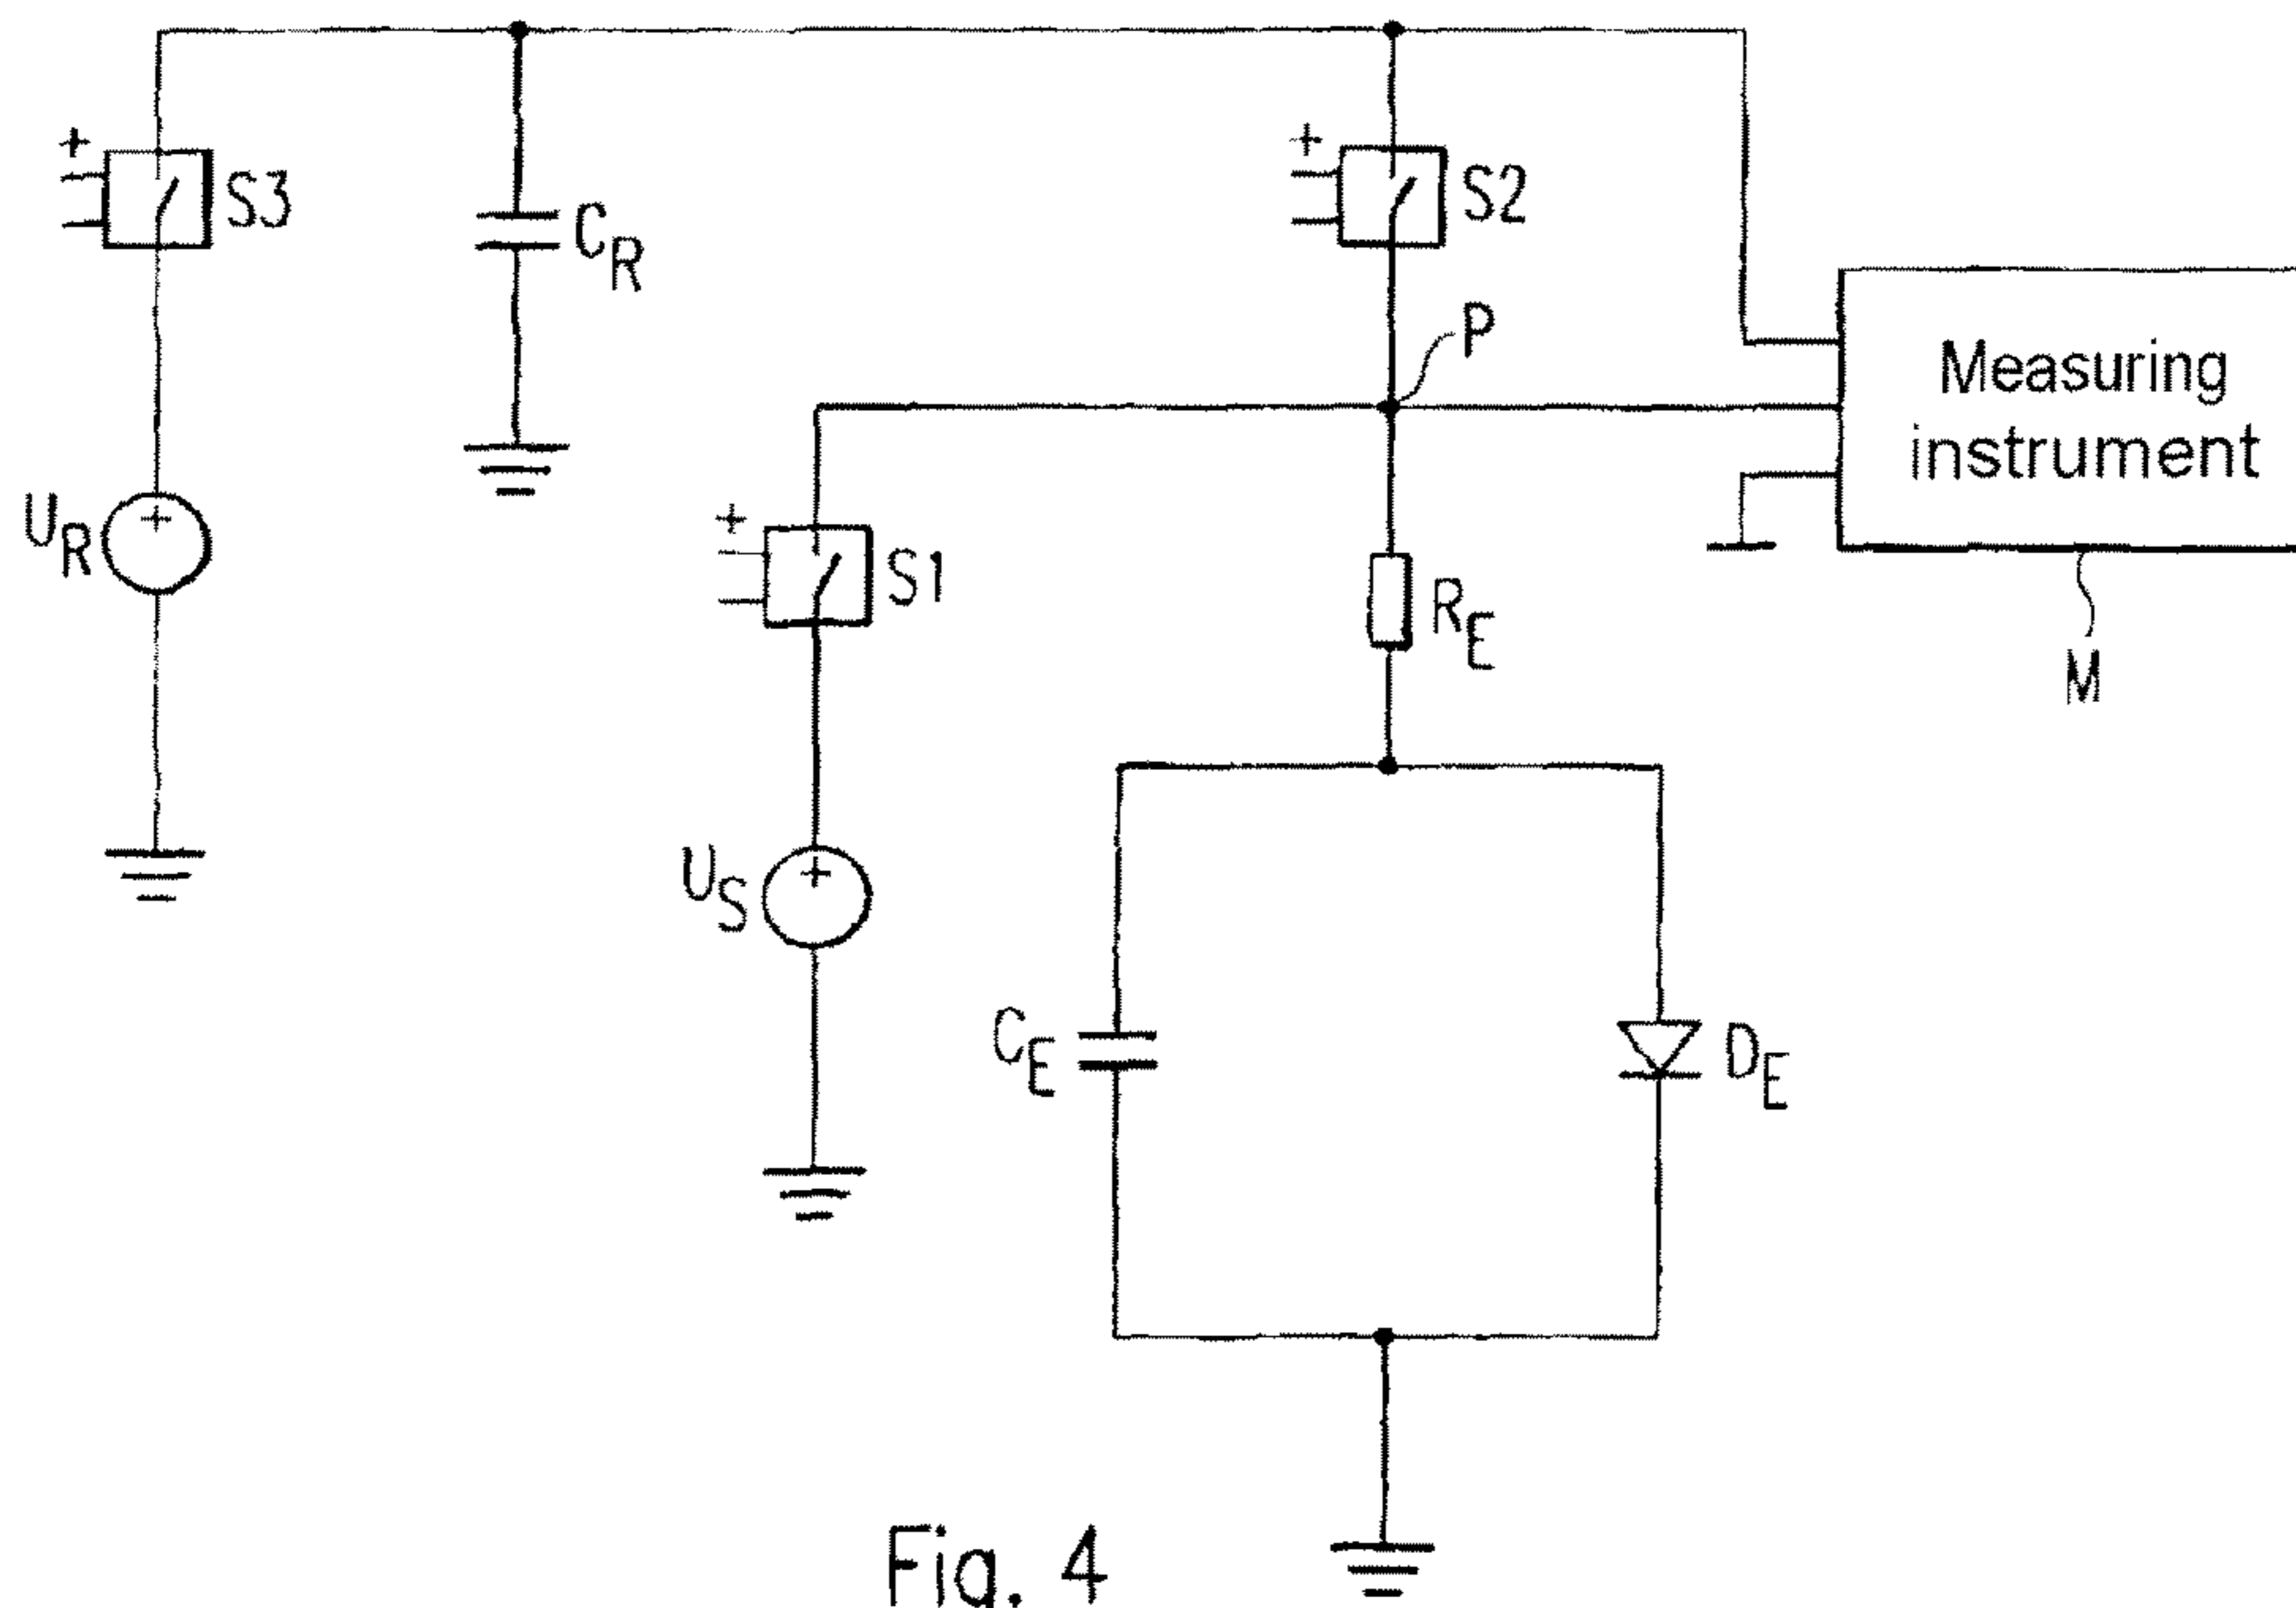 +
S3
C_R
+
S2
P
Measuring
instrument
U_R
+
+
S1
R_E
M
U_S
+
C_E
D_E
Fig. 4